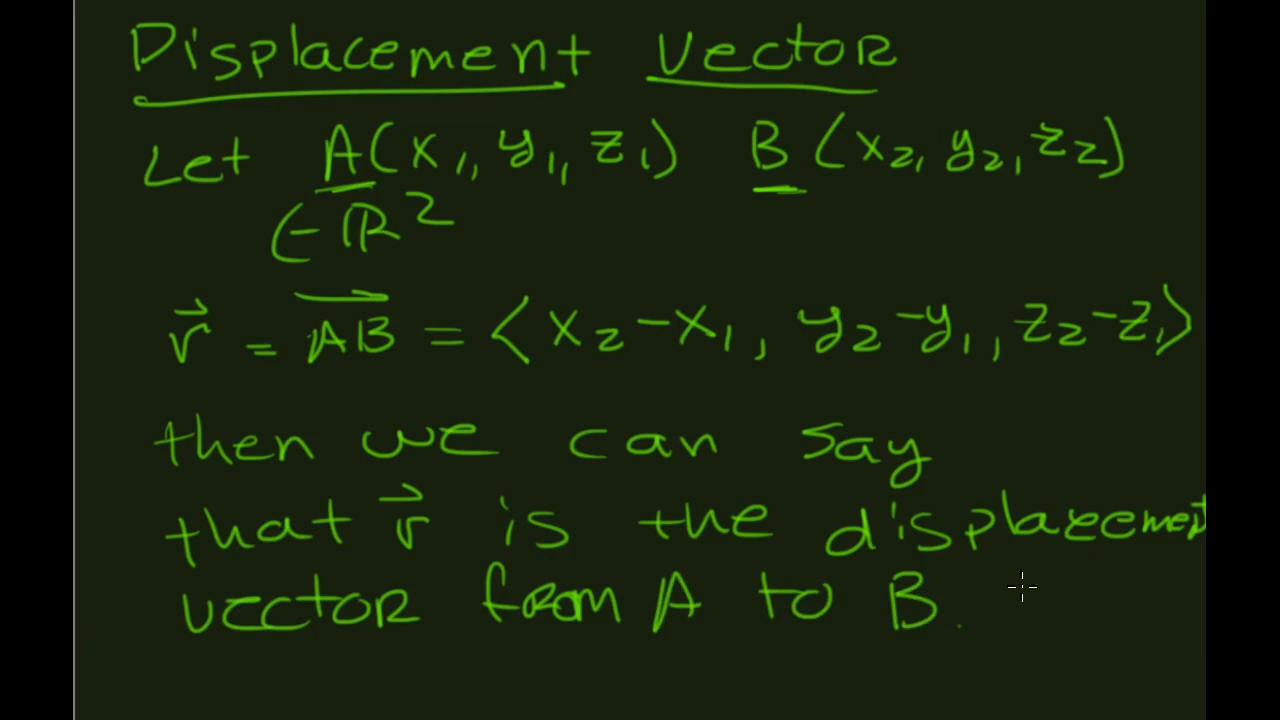 Displacement Vector
Let A(x₁, y₁, z₁) B(x₂, y₂, z₂)
∈ ℝ²
r⃗ = A⃗B⃗ = ⟨x₂-x₁, y₂-y₁, z₂-z₁⟩
then we can say
that r⃗ is the displacement
vector from A to B.